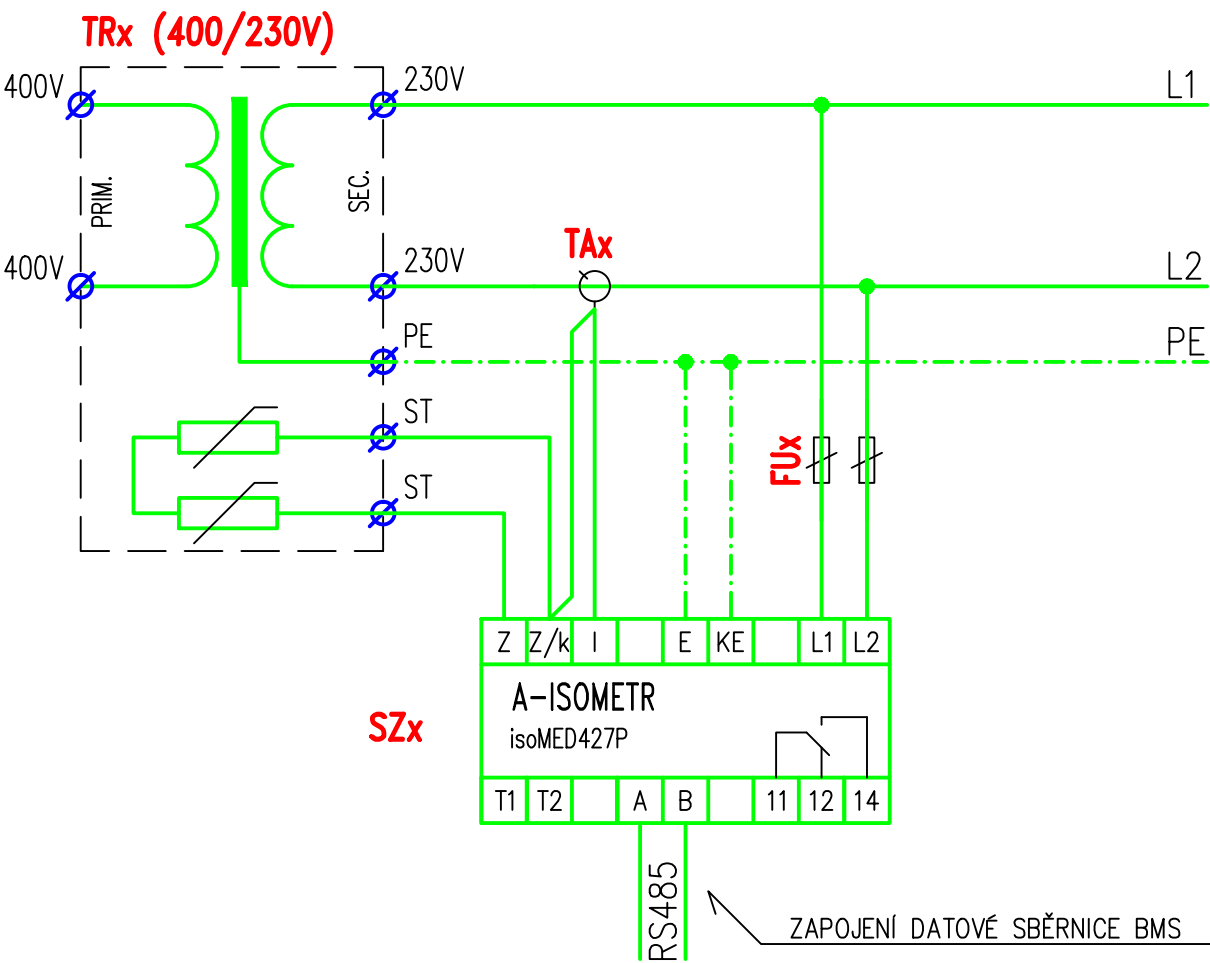 TRx (400/230V)
400V
230V
L1
PRIM.
SEC.
TAx
400V
230V
L2
PE
PE
ST
FUx
ST
Z Z/k I E KE L1 L2
A-ISOMETR
SZx
isoMED427P
T1 T2 A B 11 12 14
RS485
ZAPOJENÍ DATOVÉ SBĚRNICE BMS